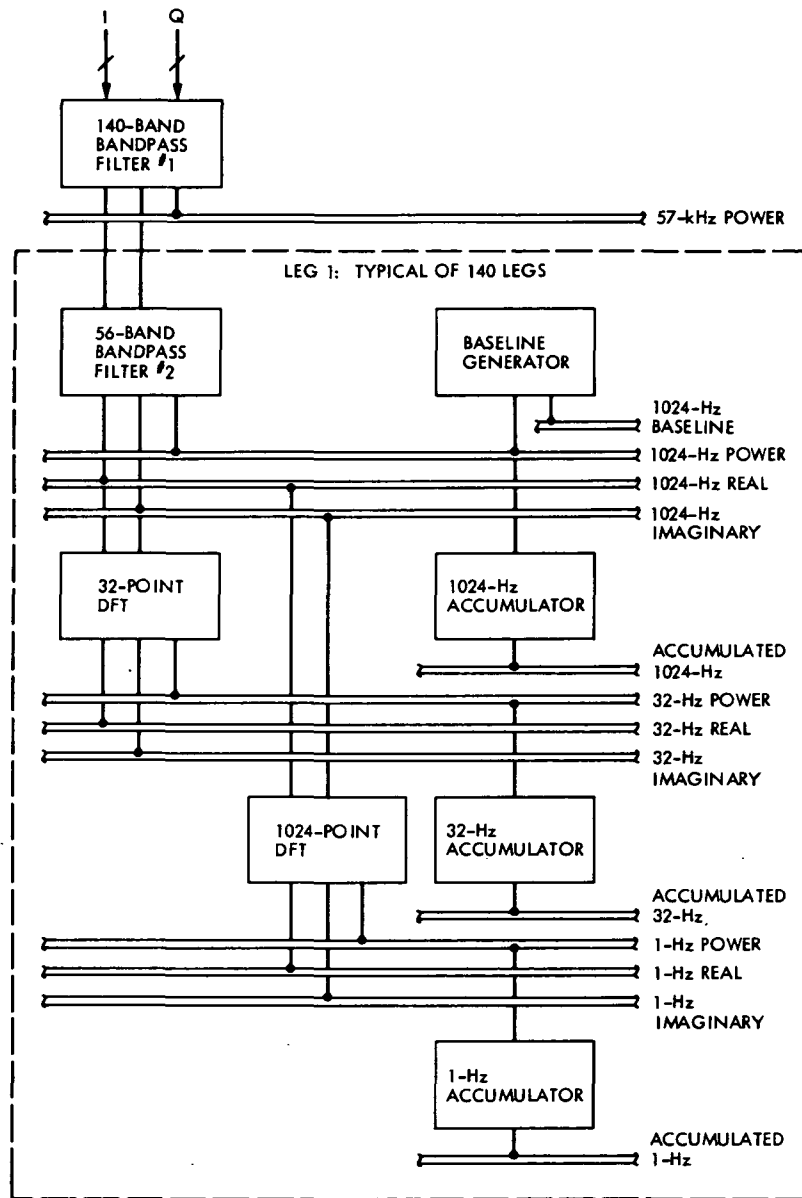 I Q
140-BAND
BANDPASS
FILTER #1
57-kHz POWER
LEG 1: TYPICAL OF 140 LEGS
56-BAND
BANDPASS
FILTER #2
BASELINE
GENERATOR
1024-Hz
BASELINE
1024-Hz POWER
1024-Hz REAL
1024-Hz
IMAGINARY
32-POINT
DFT
1024-Hz
ACCUMULATOR
ACCUMULATED
1024-Hz
32-Hz POWER
32-Hz REAL
32-Hz
IMAGINARY
1024-POINT
DFT
32-Hz
ACCUMULATOR
ACCUMULATED
32-Hz
1-Hz POWER
1-Hz REAL
1-Hz
IMAGINARY
1-Hz
ACCUMULATOR
ACCUMULATED
1-Hz